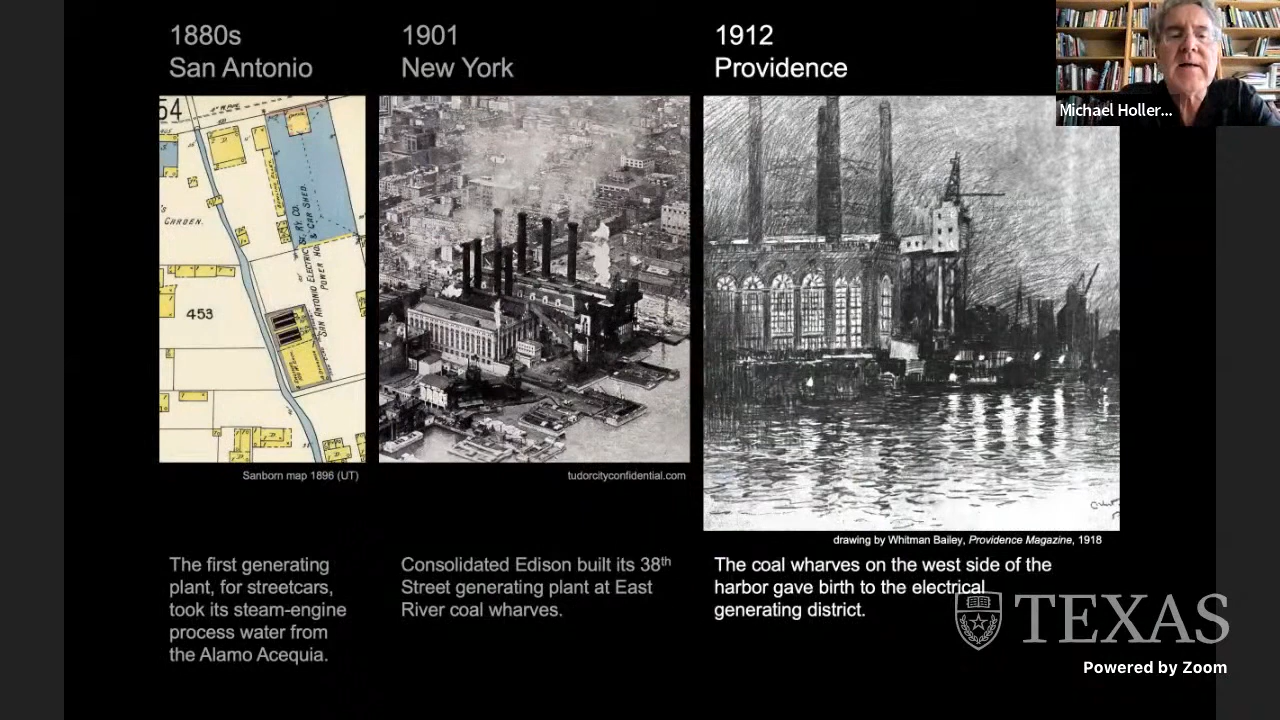 1880s
San Antonio
1901
New York
1912
Providence
Michael Holler...
54
GARDEN.
453
SAN ANTONIO ELECTRIC
ST. RY. CO.
& CAR SHED.
Sanborn map 1896 (UT)
tudorcityconfidential.com
drawing by Whitman Bailey, Providence Magazine, 1918
The first generating
plant, for streetcars,
took its steam-engine
process water from
the Alamo Acequia.
Consolidated Edison built its 38th
Street generating plant at East
River coal wharves.
The coal wharves on the west side of the
harbor gave birth to the electrical
generating district.
TEXAS
Powered by Zoom